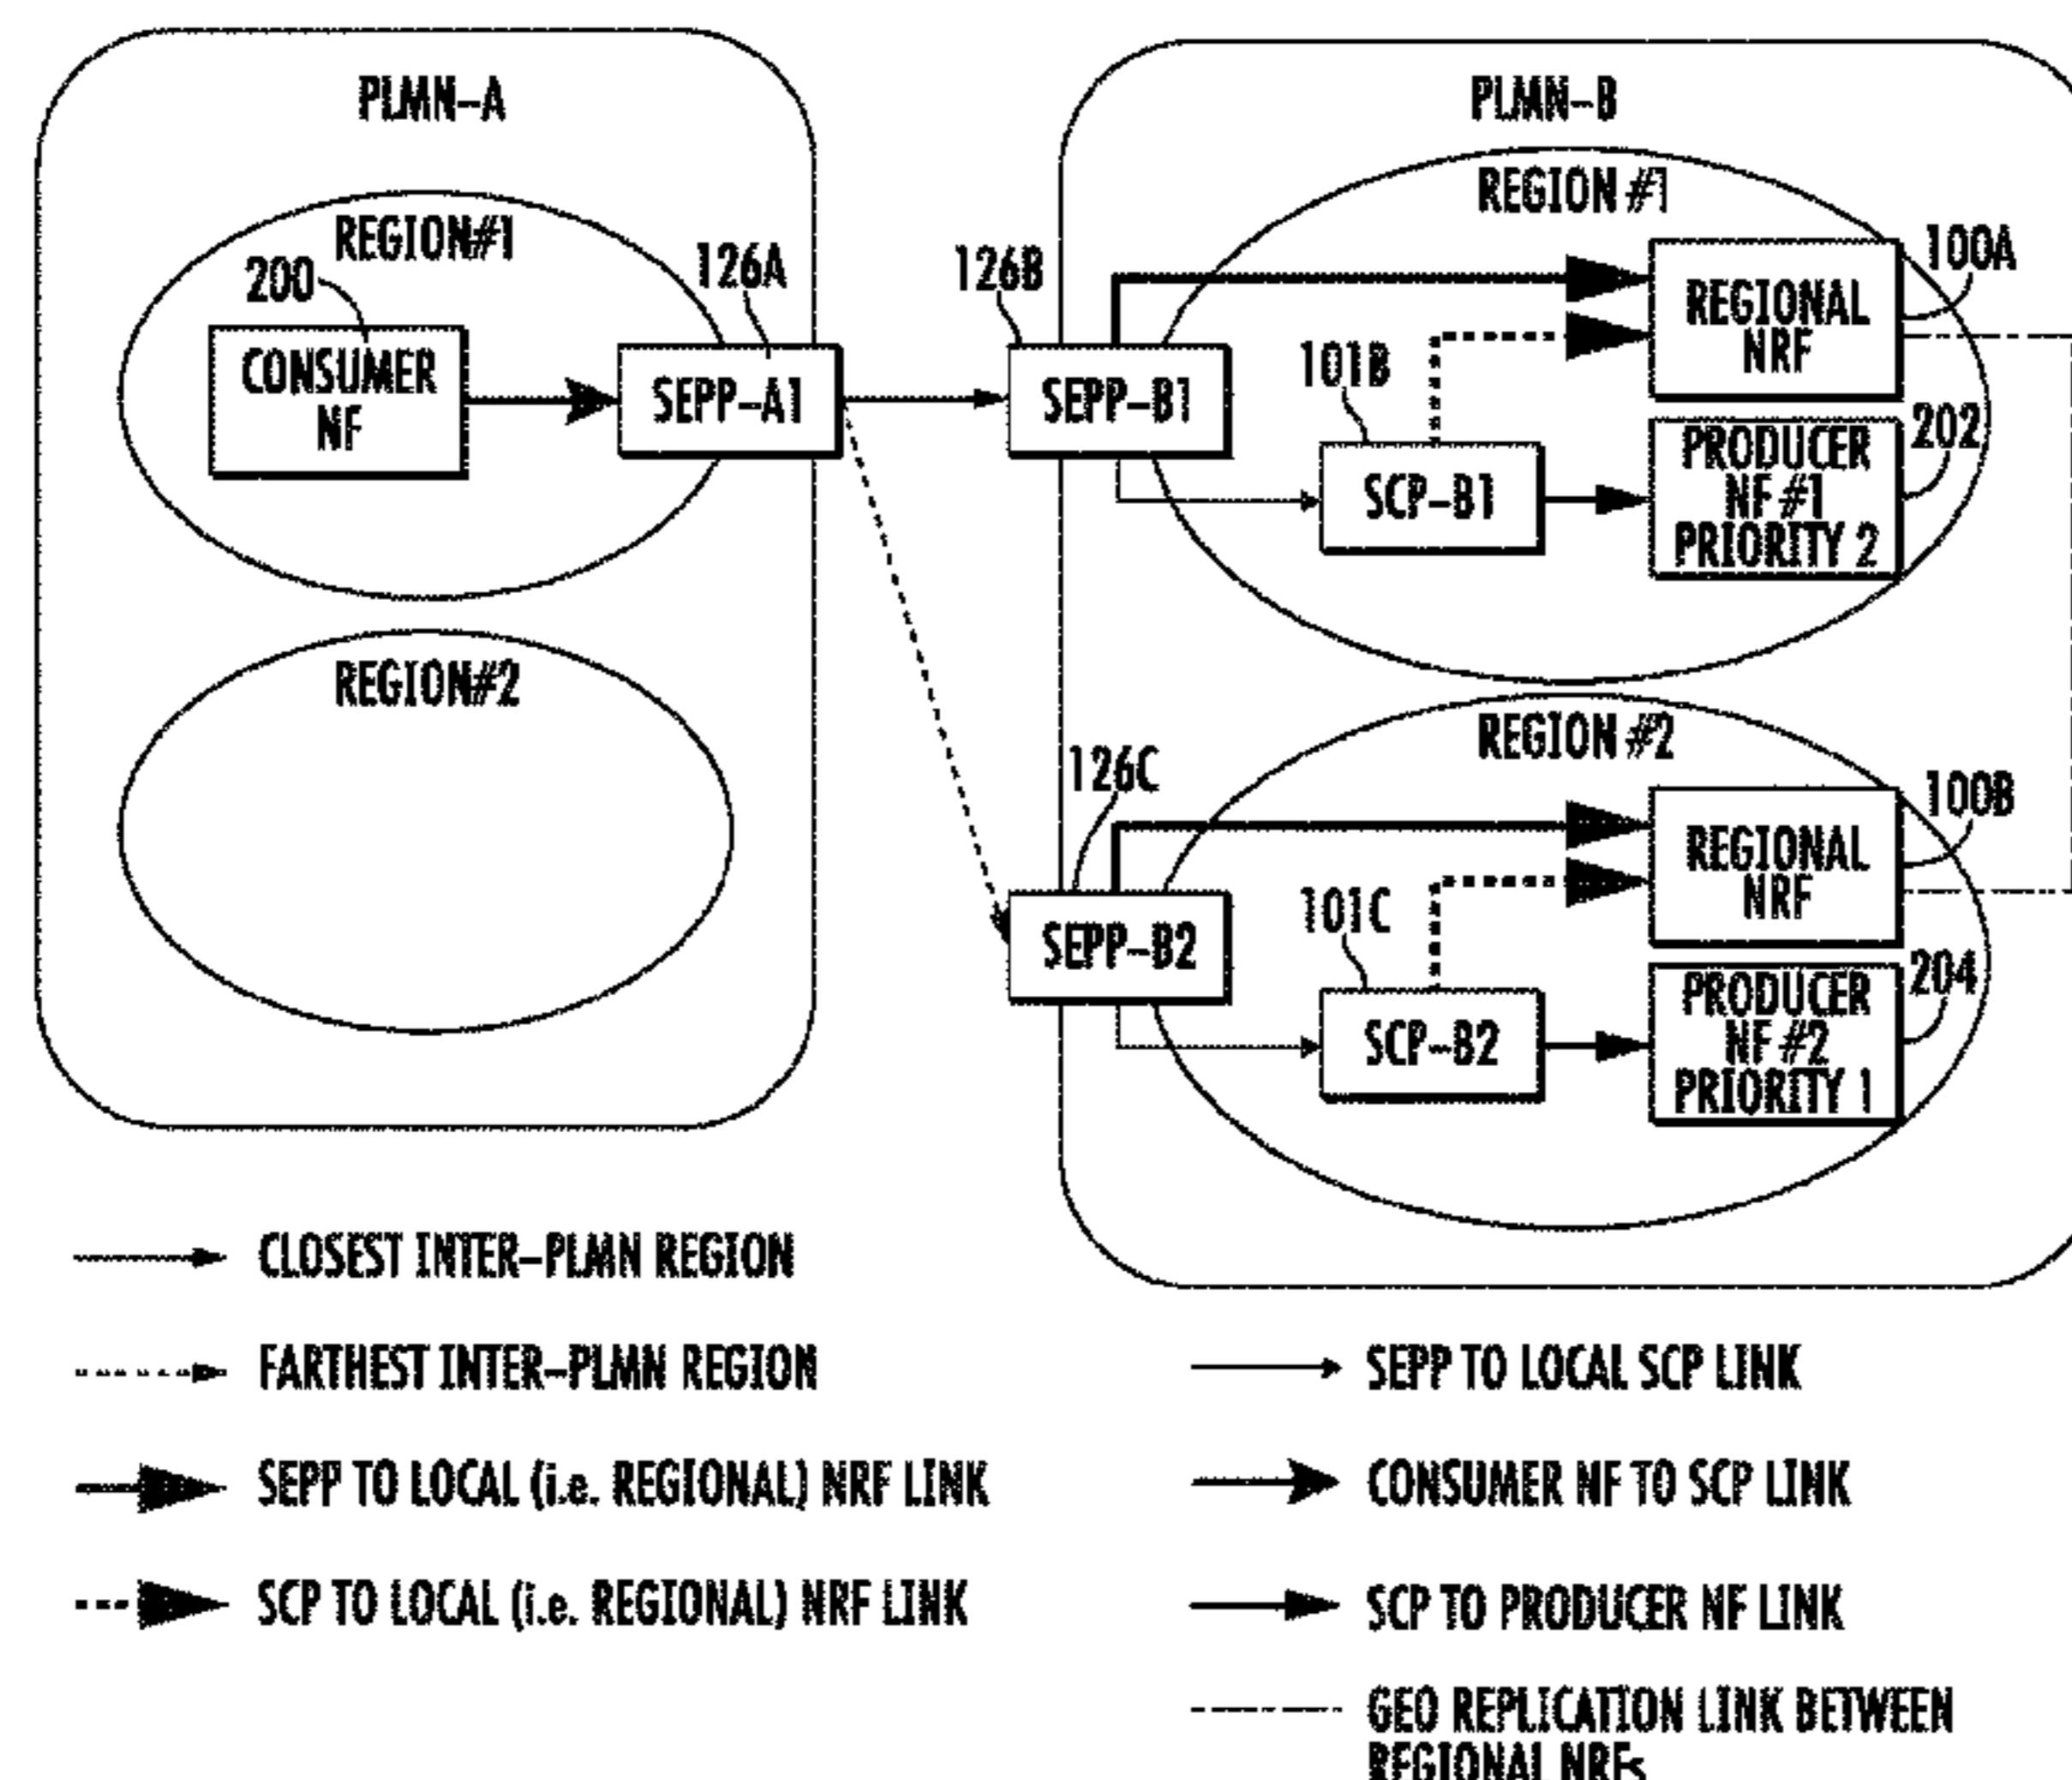 PLMN-A
REGION#1
200
CONSUMER
NF
126A
SEPP-A1
REGION#2
PLMN-B
REGION #1
126B
SEPP-B1
100A
REGIONAL
NRF
101B
SCP-B1
202
PRODUCER
NF #1
PRIORITY 2
REGION #2
126C
SEPP-B2
100B
REGIONAL
NRF
101C
SCP-B2
204
PRODUCER
NF #2
PRIORITY 1
CLOSEST INTER-PLMN REGION
FARTHEST INTER-PLMN REGION
SEPP TO LOCAL (i.e. REGIONAL) NRF LINK
SCP TO LOCAL (i.e. REGIONAL) NRF LINK
SEPP TO LOCAL SCP LINK
CONSUMER NF TO SCP LINK
SCP TO PRODUCER NF LINK
GEO REPLICATION LINK BETWEEN
REGIONAL NRFs